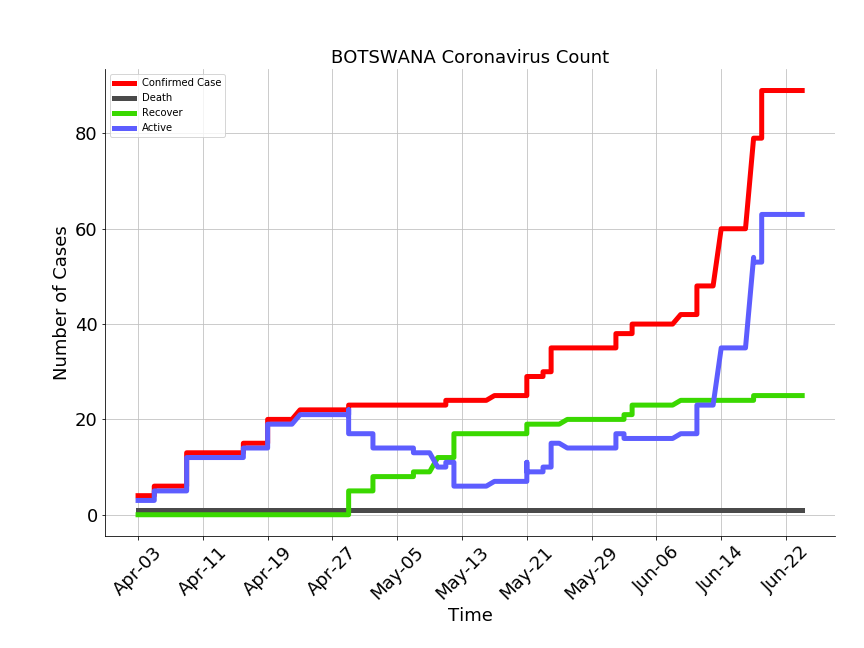 BOTSWANA Coronavirus Count
Confirmed Case
Death
Recover
Active
Number of Cases
80
60
40
20
0
Apr-03
Apr-11
Apr-19
Apr-27
May-05
May-13
May-21
May-29
Jun-06
Jun-14
Jun-22
Time